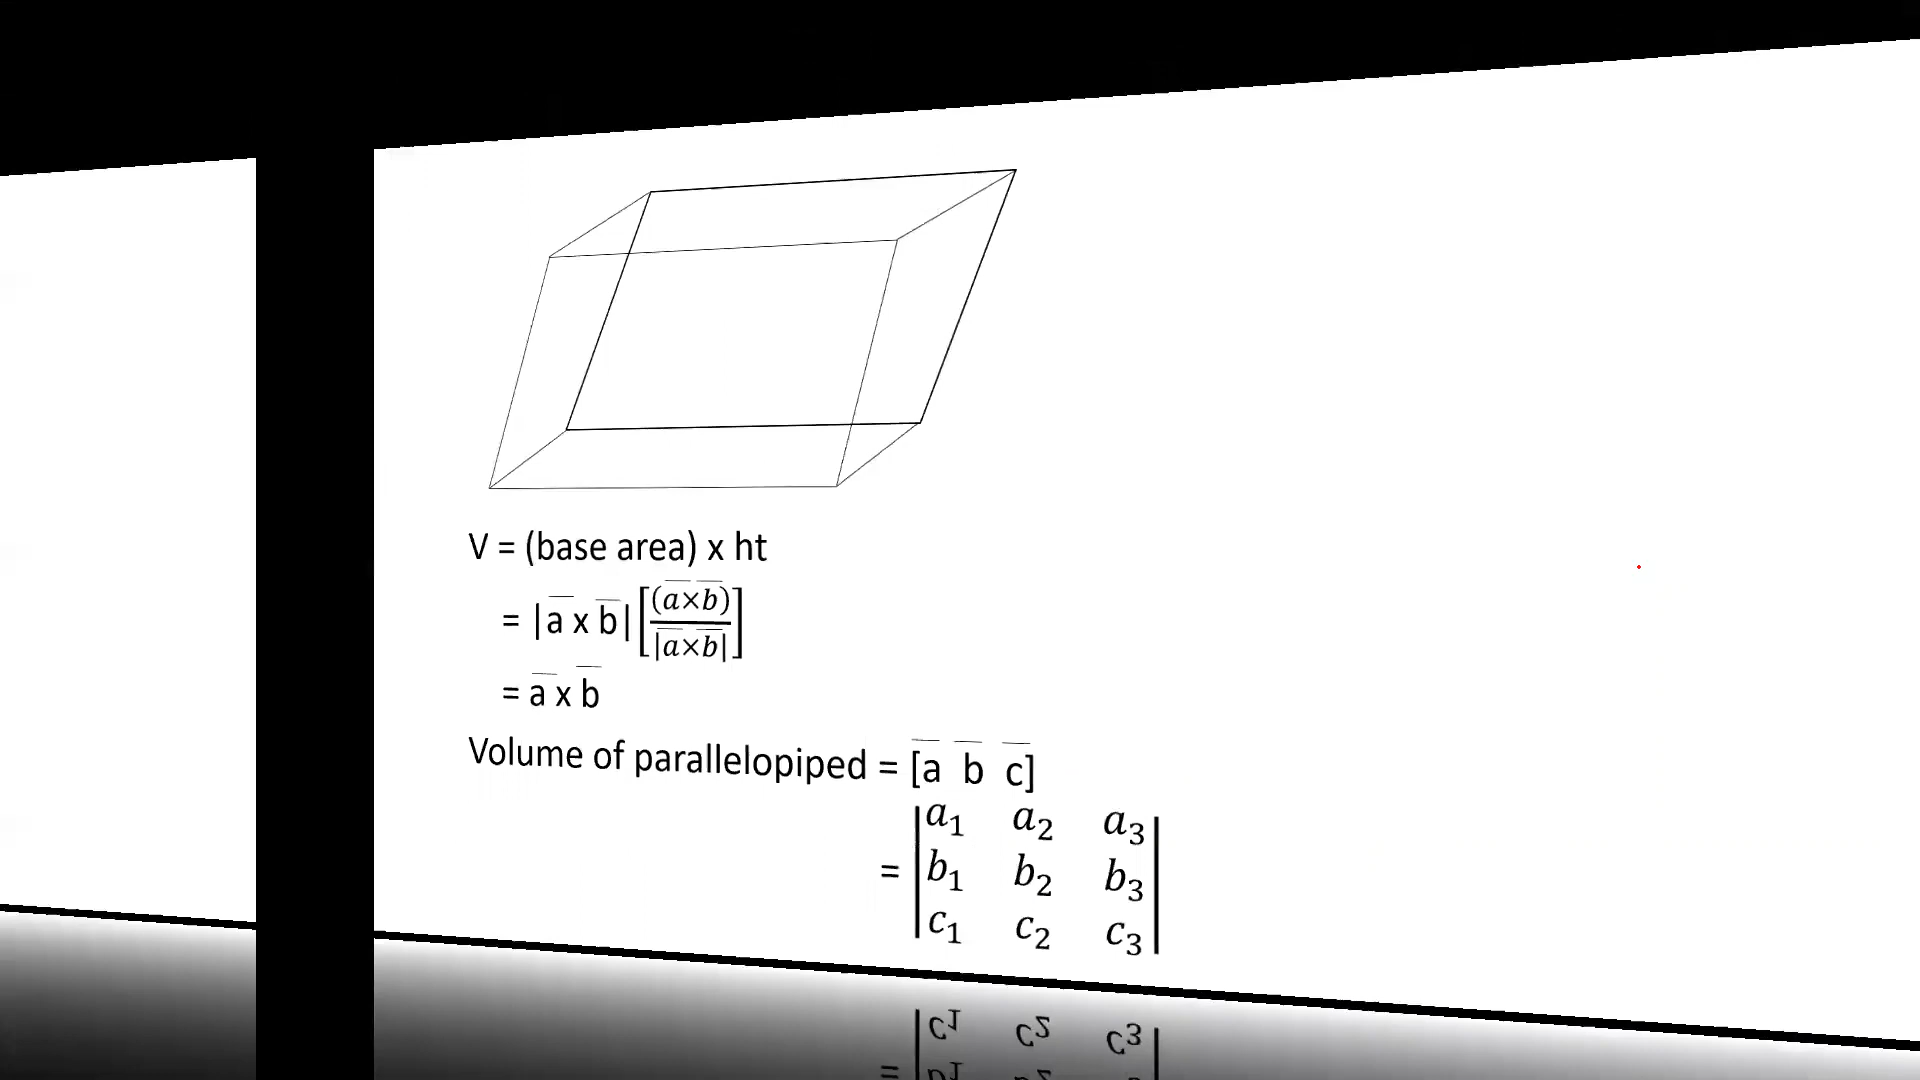 V = (base area) x ht
= |a̅ x b̅| [(a̅×b̅)/|a̅×b̅|]
= a̅ x b̅
Volume of parallelopiped = [a̅ b̅ c̅]
= |a₁ a₂ a₃|
|b₁ b₂ b₃|
|c₁ c₂ c₃|